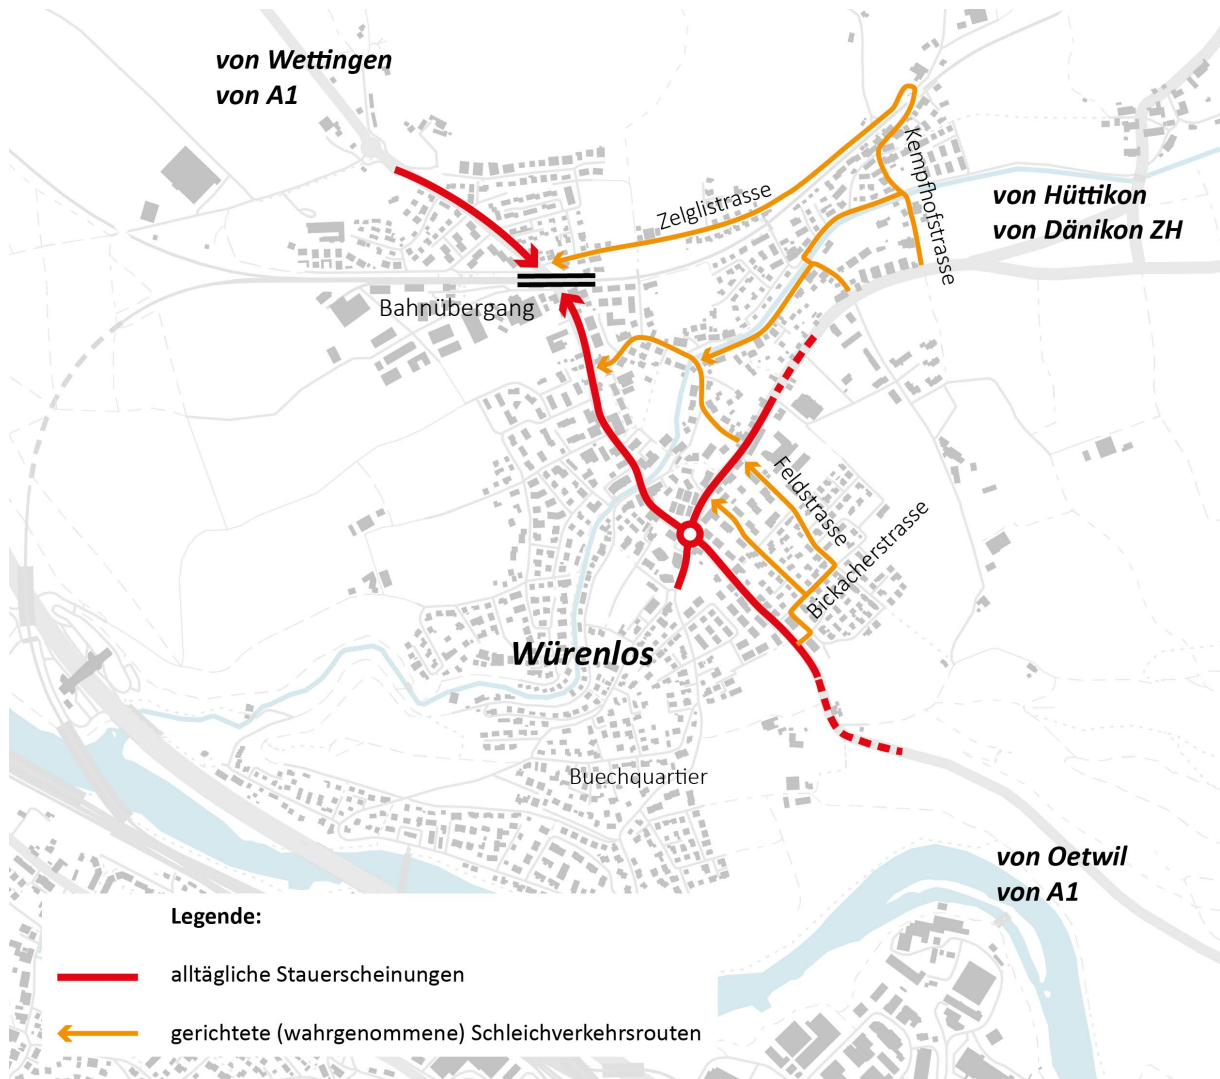 von Wettingen
von A1
Kempfhofstrasse
Zelglistrasse
von Hüttikon
von Dänikon ZH
Bahnübergang
Feldstrasse
Bickacherstrasse
Würenlos
Buechquartier
von Oetwil
von A1
Legende:
alltägliche Stauerscheinungen
gerichtete (wahrgenommene) Schleichverkehrsrouten